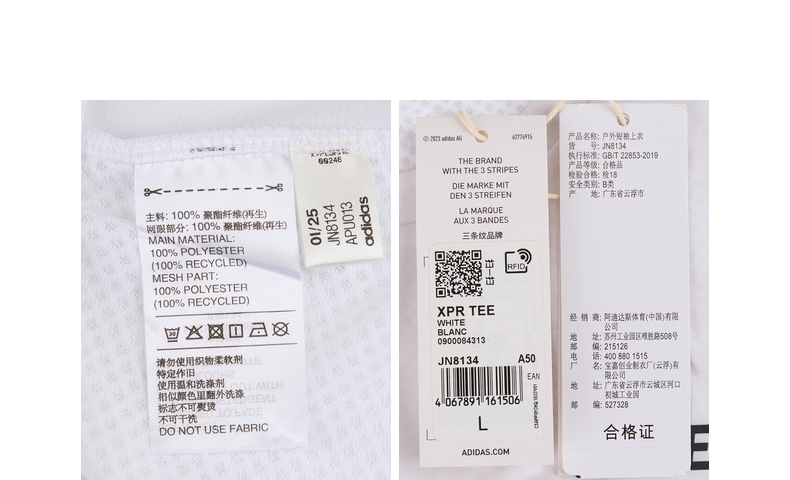 主料: 100% 聚酯纤维(再生)
网眼部分: 100% 聚酯纤维(再生)
MAIN MATERIAL:
100% POLYESTER
(100% RECYCLED)
MESH PART:
100% POLYESTER
(100% RECYCLED)
请勿使用织物柔软剂
特定作旧
使用温和洗涤剂
相似颜色里外翻洗涤
标志不可熨烫
不可干洗
DO NOT USE FABRIC
00246
01/25
JN8134
APU013
adidas
© 2023 adidas AG
62776915
THE BRAND
WITH THE 3 STRIPES
DIE MARKE MIT
DEN 3 STREIFEN
LA MARQUE
AUX 3 BANDES
三条纹品牌
RFID
XPR TEE
WHITE
BLANC
0900084313
JN8134 A50
EAN
4 067891 161506
L
ADIDAS.COM
产品名称: 户外短袖上衣
货 号: JN8134
执行标准: GB/T 22853-2019
产品等级: 合格品
检验合格: 检18
安全类别: B类
产 地: 广东省云浮市
经 销 商: 阿迪达斯体育(中国)有限
公司
地 址: 苏州工业园区唯胜路508号
邮 编: 215126
电 话: 400 880 1515
厂 名: 宝嘉创业制衣厂(云浮)有
限公司
地 址: 广东省云浮市云城区河口
初城工业园
邮 编: 527328
合格证